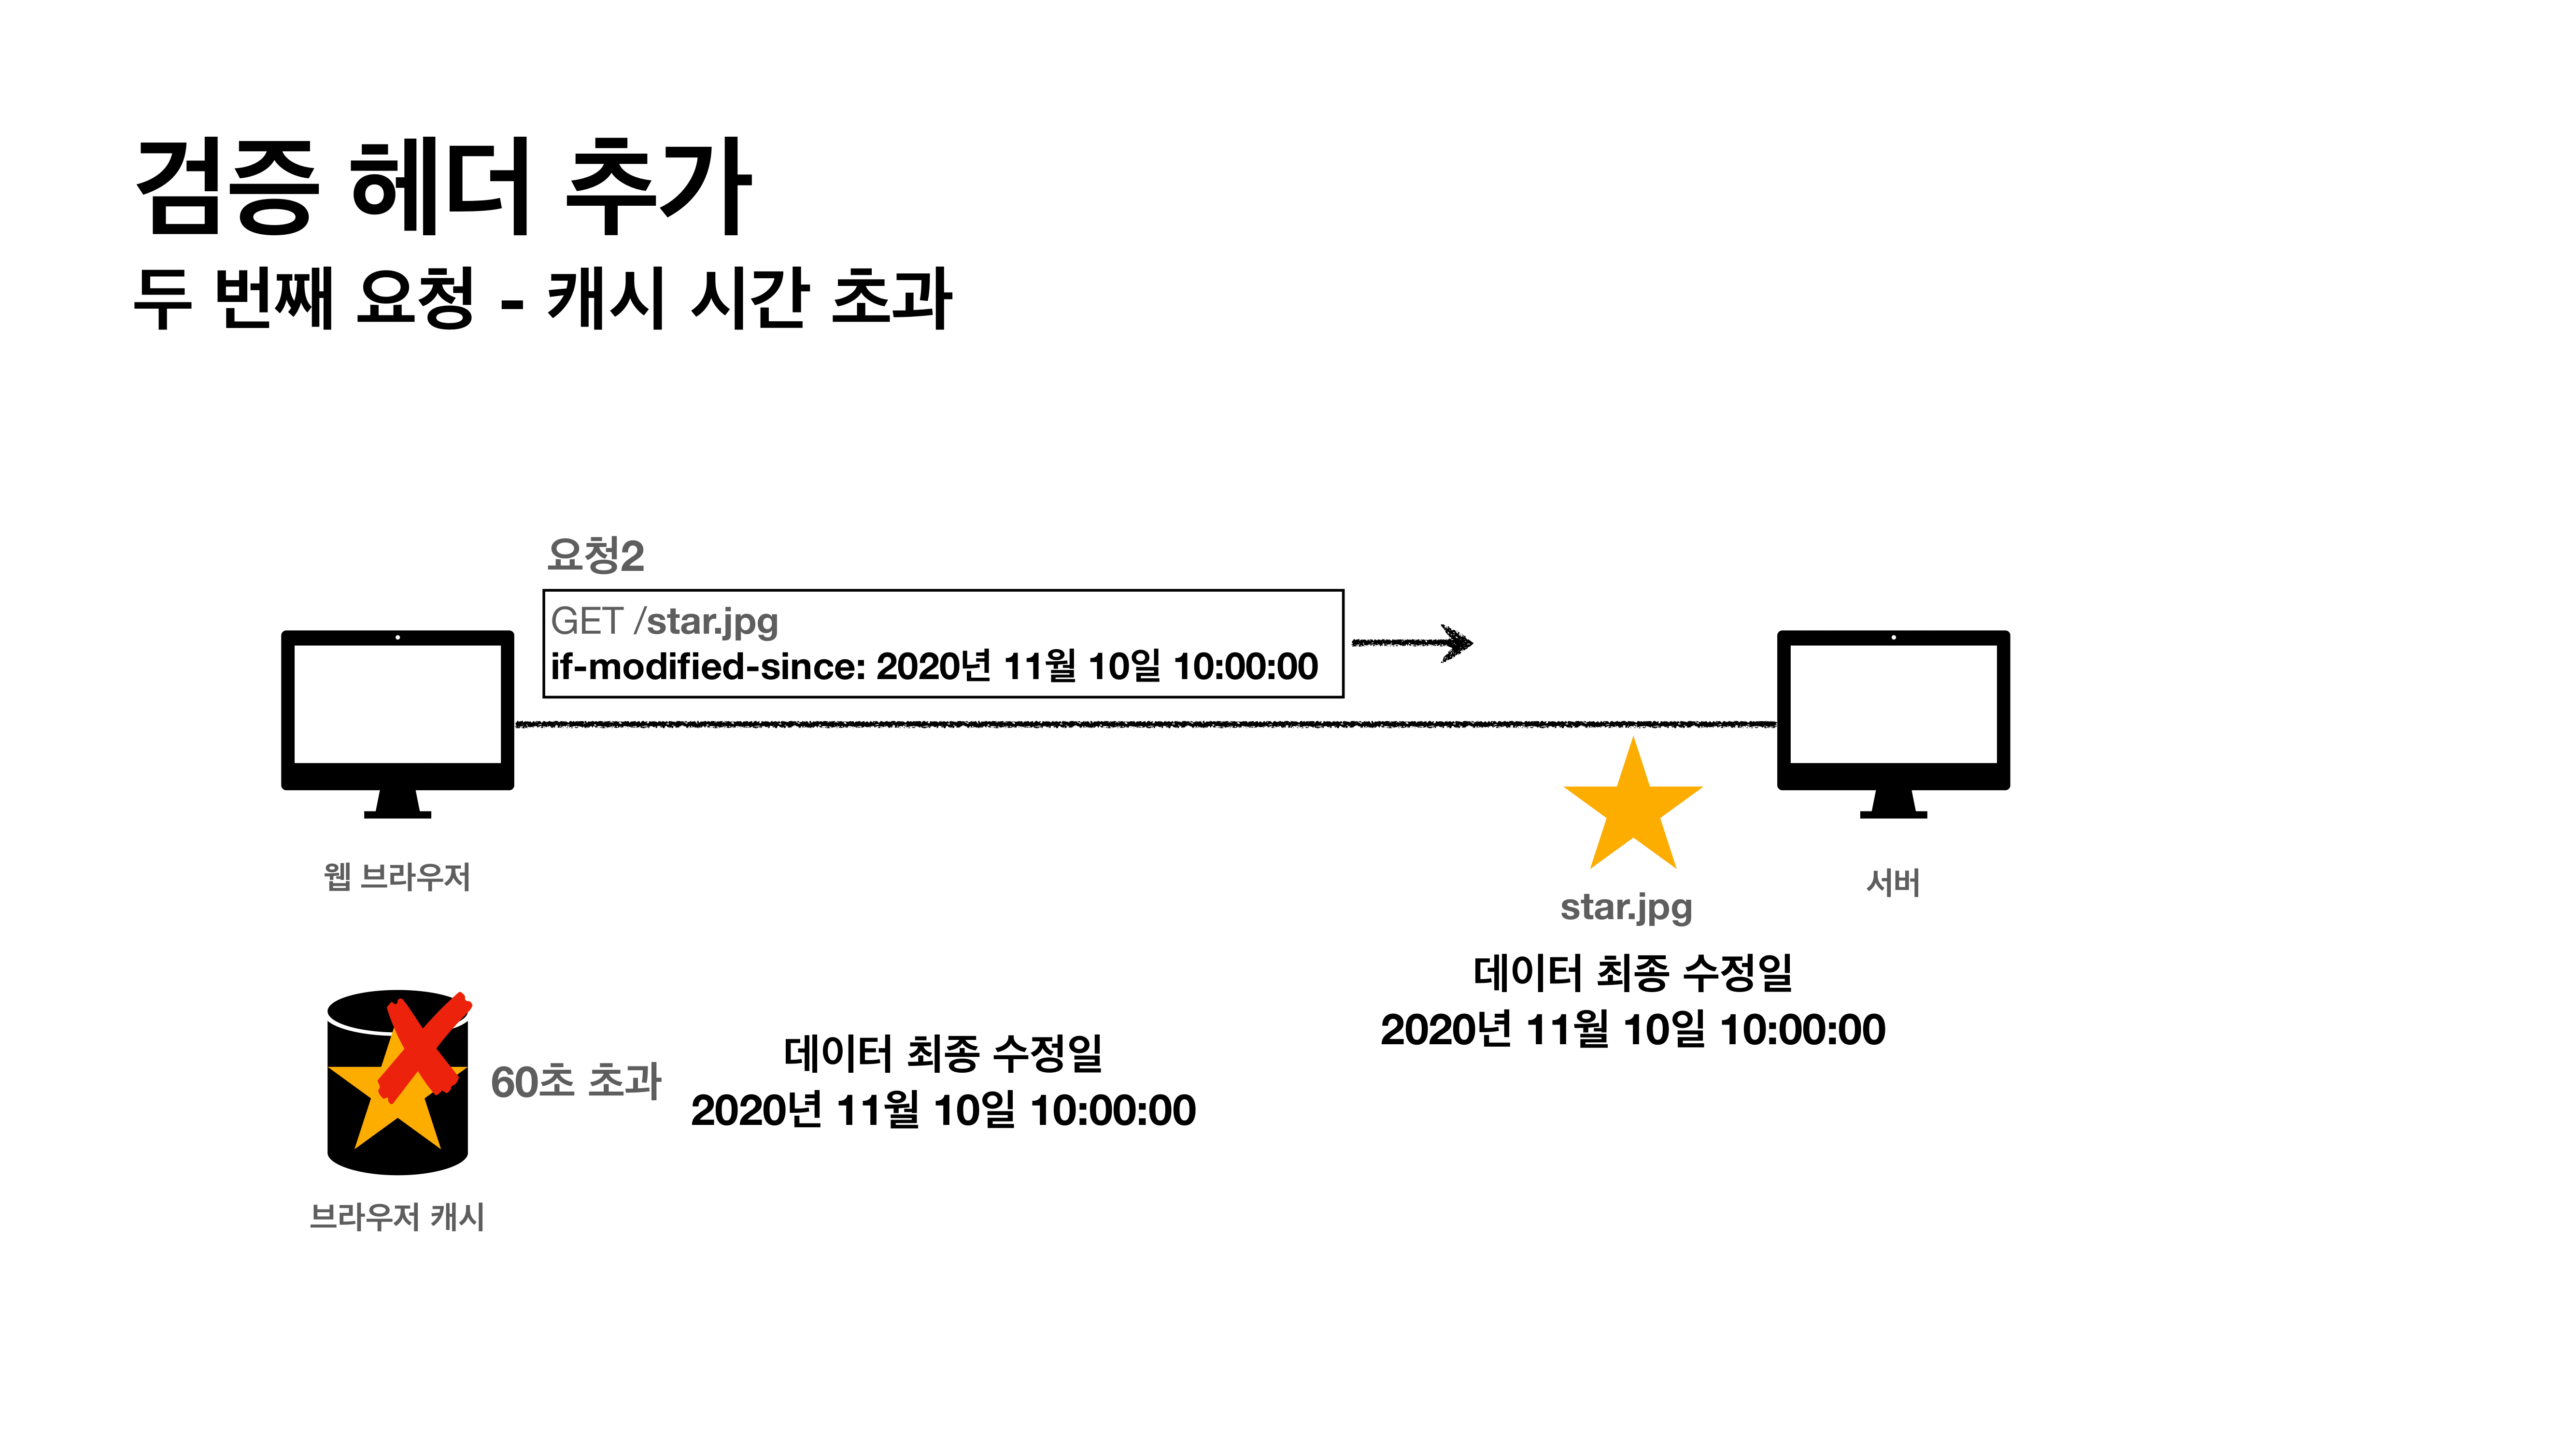 검증 헤더 추가
두 번째 요청 - 캐시 시간 초과
요청2
GET /star.jpg
if-modified-since: 2020년 11월 10일 10:00:00
웹 브라우저
서버
star.jpg
데이터 최종 수정일
2020년 11월 10일 10:00:00
60초 초과
데이터 최종 수정일
2020년 11월 10일 10:00:00
브라우저 캐시